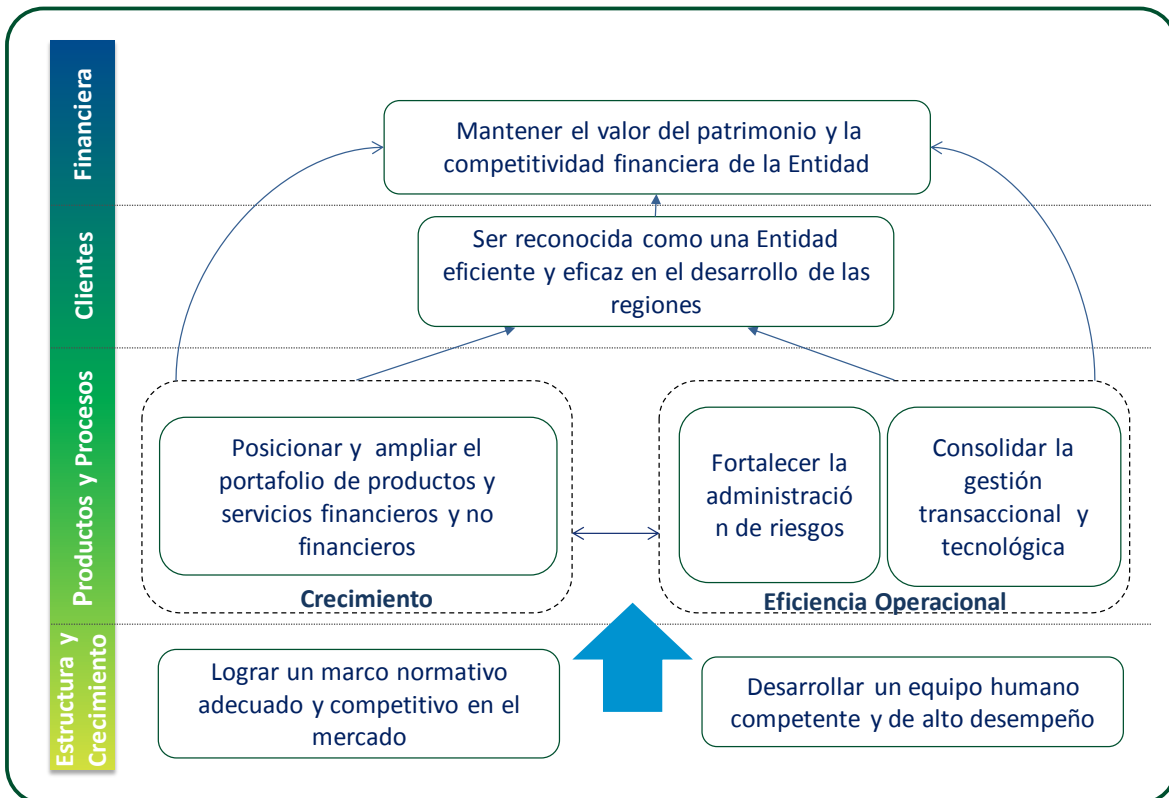 Financiera
Mantener el valor del patrimonio y la
competitividad financiera de la Entidad
Clientes
Ser reconocida como una Entidad
eficiente y eficaz en el desarrollo de las
regiones
Productos y Procesos
Posicionar y ampliar el
portafolio de productos y
servicios financieros y no
financieros
Crecimiento
Fortalecer la
administració
n de riesgos
Consolidar la
gestión
transaccional y
tecnológica
Eficiencia Operacional
Estructura y
Crecimiento
Lograr un marco normativo
adecuado y competitivo en el
mercado
Desarrollar un equipo humano
competente y de alto desempeño